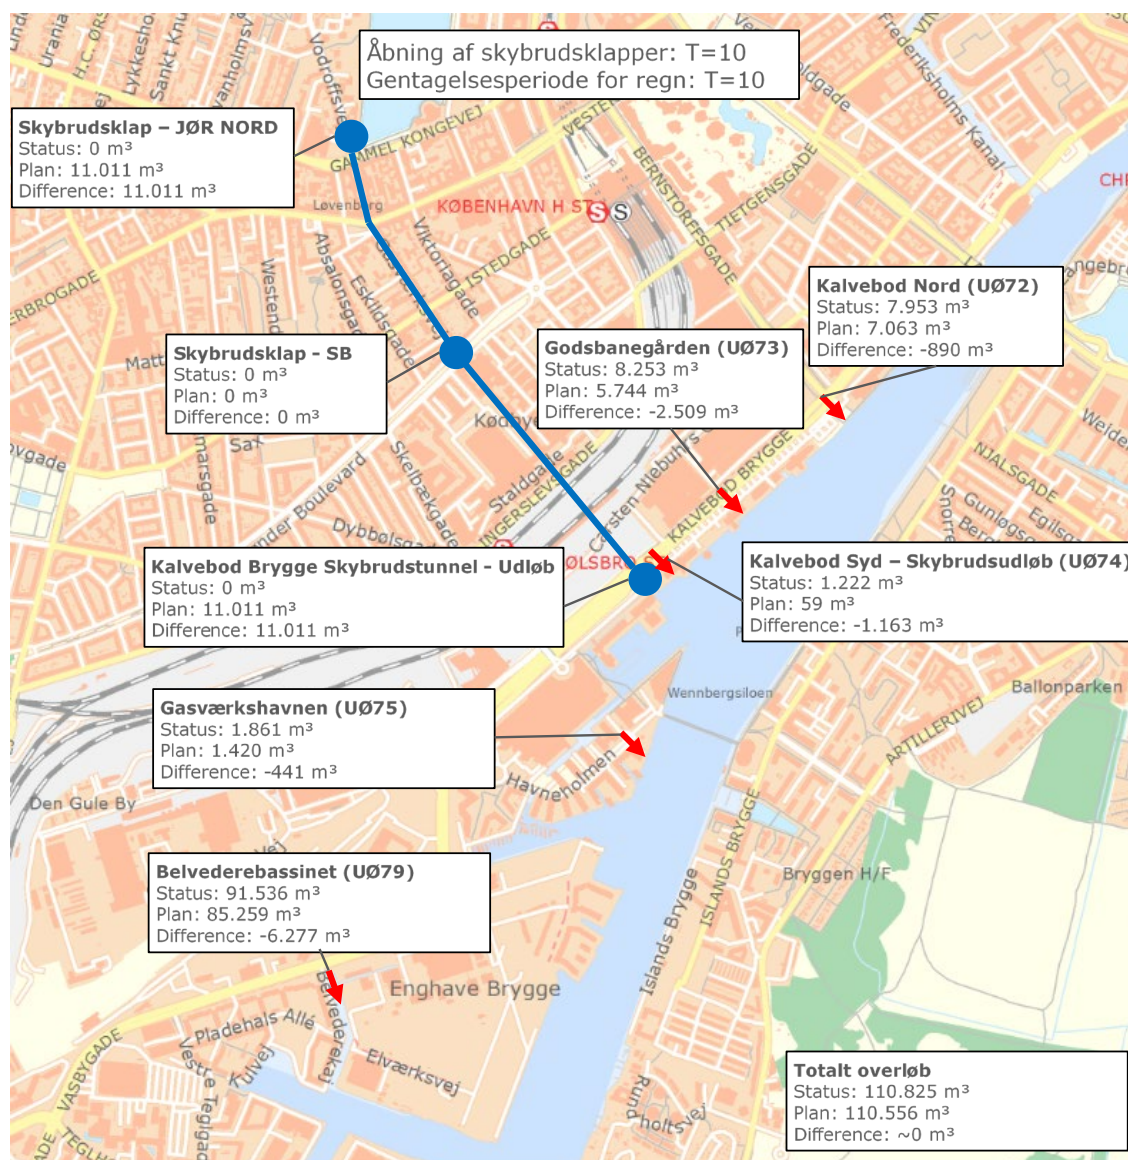 Åbning af skybrudsklapper: T=10
Gentagelsesperiode for regn: T=10
Skybrudsklap – JØR NORD
Status: 0 m³
Plan: 11.011 m³
Difference: 11.011 m³
Skybrudsklap - SB
Status: 0 m³
Plan: 0 m³
Difference: 0 m³
Godsbanegården (UØ73)
Status: 8.253 m³
Plan: 5.744 m³
Difference: -2.509 m³
Kalvebod Nord (UØ72)
Status: 7.953 m³
Plan: 7.063 m³
Difference: -890 m³
Kalvebod Brygge Skybrudstunnel - Udløb
Status: 0 m³
Plan: 11.011 m³
Difference: 11.011 m³
Kalvebod Syd – Skybrudsudløb (UØ74)
Status: 1.222 m³
Plan: 59 m³
Difference: -1.163 m³
Gasværkshavnen (UØ75)
Status: 1.861 m³
Plan: 1.420 m³
Difference: -441 m³
Belvederebassinet (UØ79)
Status: 91.536 m³
Plan: 85.259 m³
Difference: -6.277 m³
Totalt overløb
Status: 110.825 m³
Plan: 110.556 m³
Difference: ~0 m³
GAMMEL KONGEVEJ
Løvenberg
KØBENHAVN H ST
S
S
BERNSTORFFSGADE
TIETGENSGADE
Frederiksholms Kanal
ISTEDGADE
Viktoriagade
Absalonsgade
Eskildsgade
Skelbækgade
Staldgade
INGERSLEVSGADE
Dybbølsgade
KALVEBOD BRYGGE
NJALSGADE
Wennbergsiloen
Ballonparken
ARTILLERIVEJ
Havneholmen
Den Gule By
ISLANDS BRYGGE
Islands Brygge
Bryggen H/F
Enghave Brygge
Belvederekaj
Pladehals Allé
Elværksvej
Kulvej
VASBYGADE